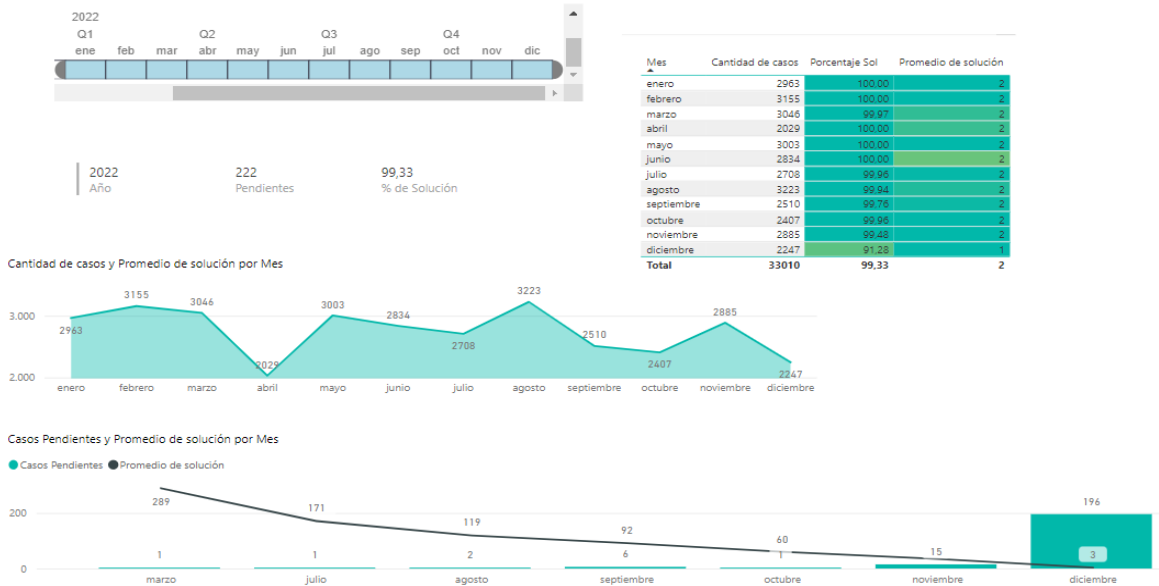 2022
Q1 Q2 Q3 Q4
ene feb mar abr may jun jul ago sep oct nov dic
2022 222 99,33
Año Pendientes % de Solución
Mes Cantidad de casos Porcentaje Sol Promedio de solución
enero 2963 100,00 2
febrero 3155 100,00 2
marzo 3046 99,97 2
abril 2029 100,00 2
mayo 3003 100,00 2
junio 2834 100,00 2
julio 2708 99,96 2
agosto 3223 99,94 2
septiembre 2510 99,76 2
octubre 2407 99,96 2
noviembre 2885 99,48 2
diciembre 2247 91,28 1
Total 33010 99,33 2
Cantidad de casos y Promedio de solución por Mes
3.000
2.000
2963 3155 3046 2029 3003 2834 2708 3223 2510 2407 2885 2247
enero febrero marzo abril mayo junio julio agosto septiembre octubre noviembre diciembre
Casos Pendientes y Promedio de solución por Mes
Casos Pendientes Promedio de solución
200
0
289 171 119 92 60 15 196
1 1 2 6 1 3
marzo julio agosto septiembre octubre noviembre diciembre